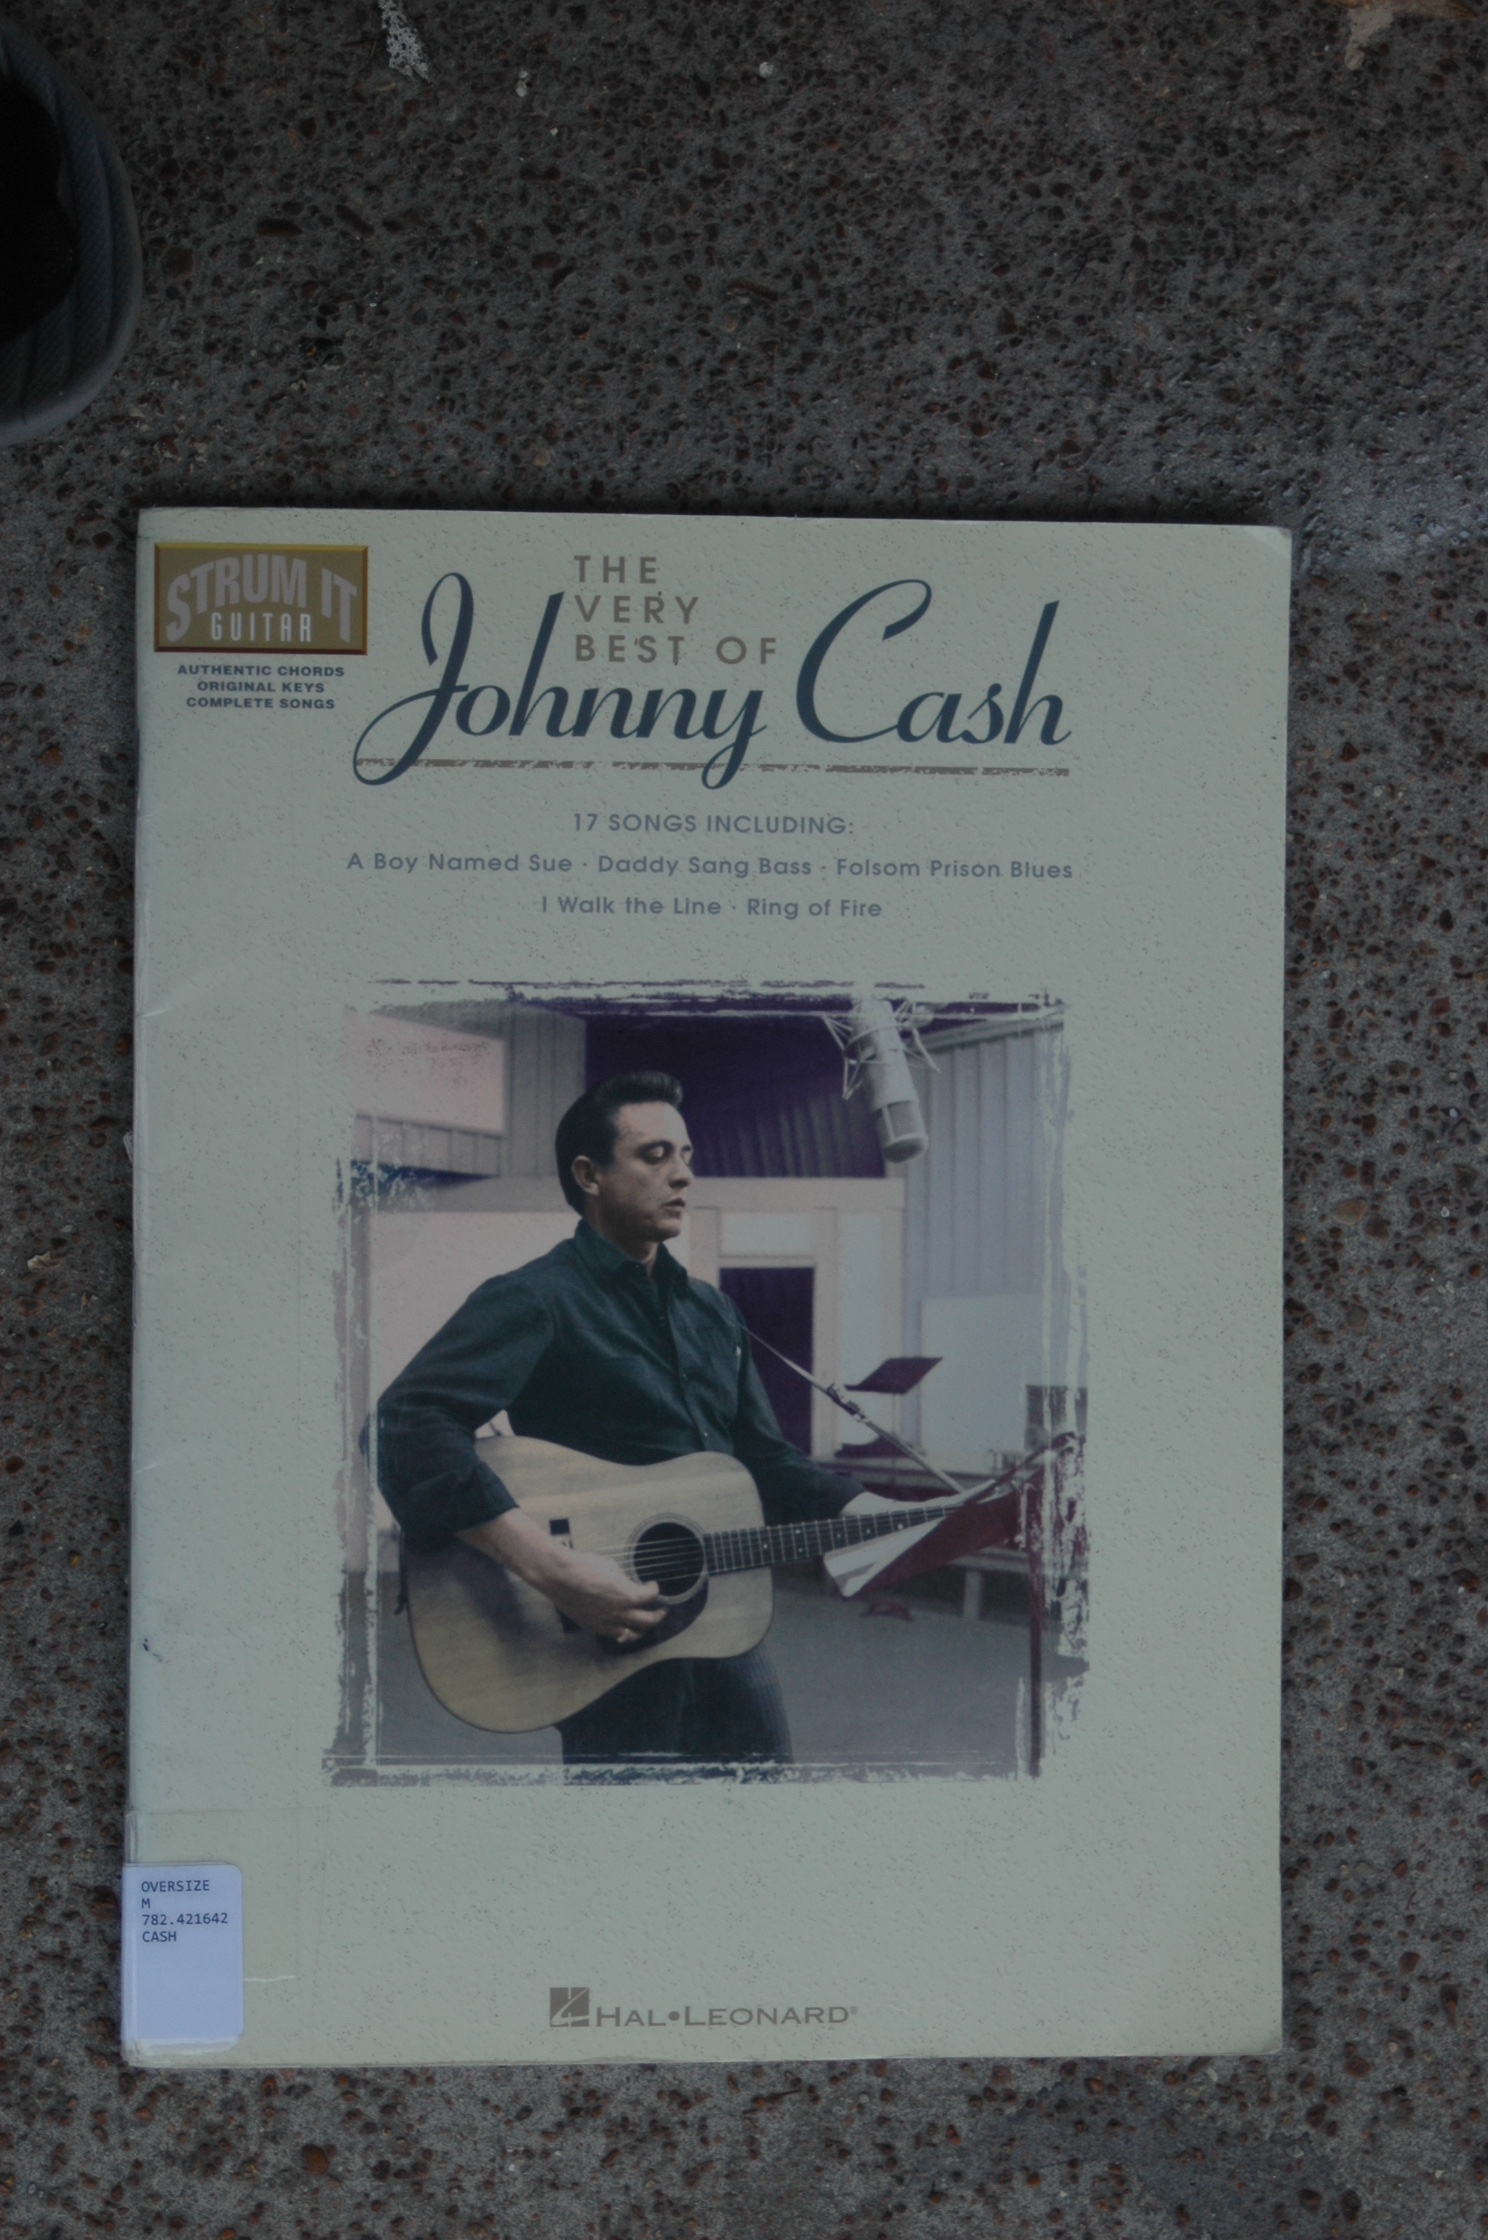 STRUM IT
GUITAR
AUTHENTIC CHORDS
ORIGINAL KEYS
COMPLETE SONGS
THE
VERY
BEST OF
Johnny Cash
17 SONGS INCLUDING:
A Boy Named Sue · Daddy Sang Bass · Folsom Prison Blues
I Walk the Line · Ring of Fire
OVERSIZE
M
782.421642
CASH
HAL•LEONARD®